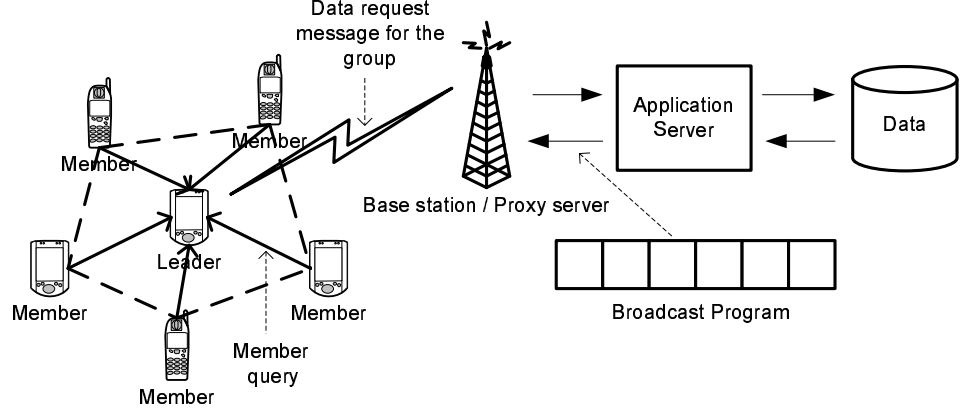 Data request
message for the
group
Member
Member
Application
Server
Data
Base station / Proxy server
Leader
Member
Member
Broadcast Program
Member
query
Member